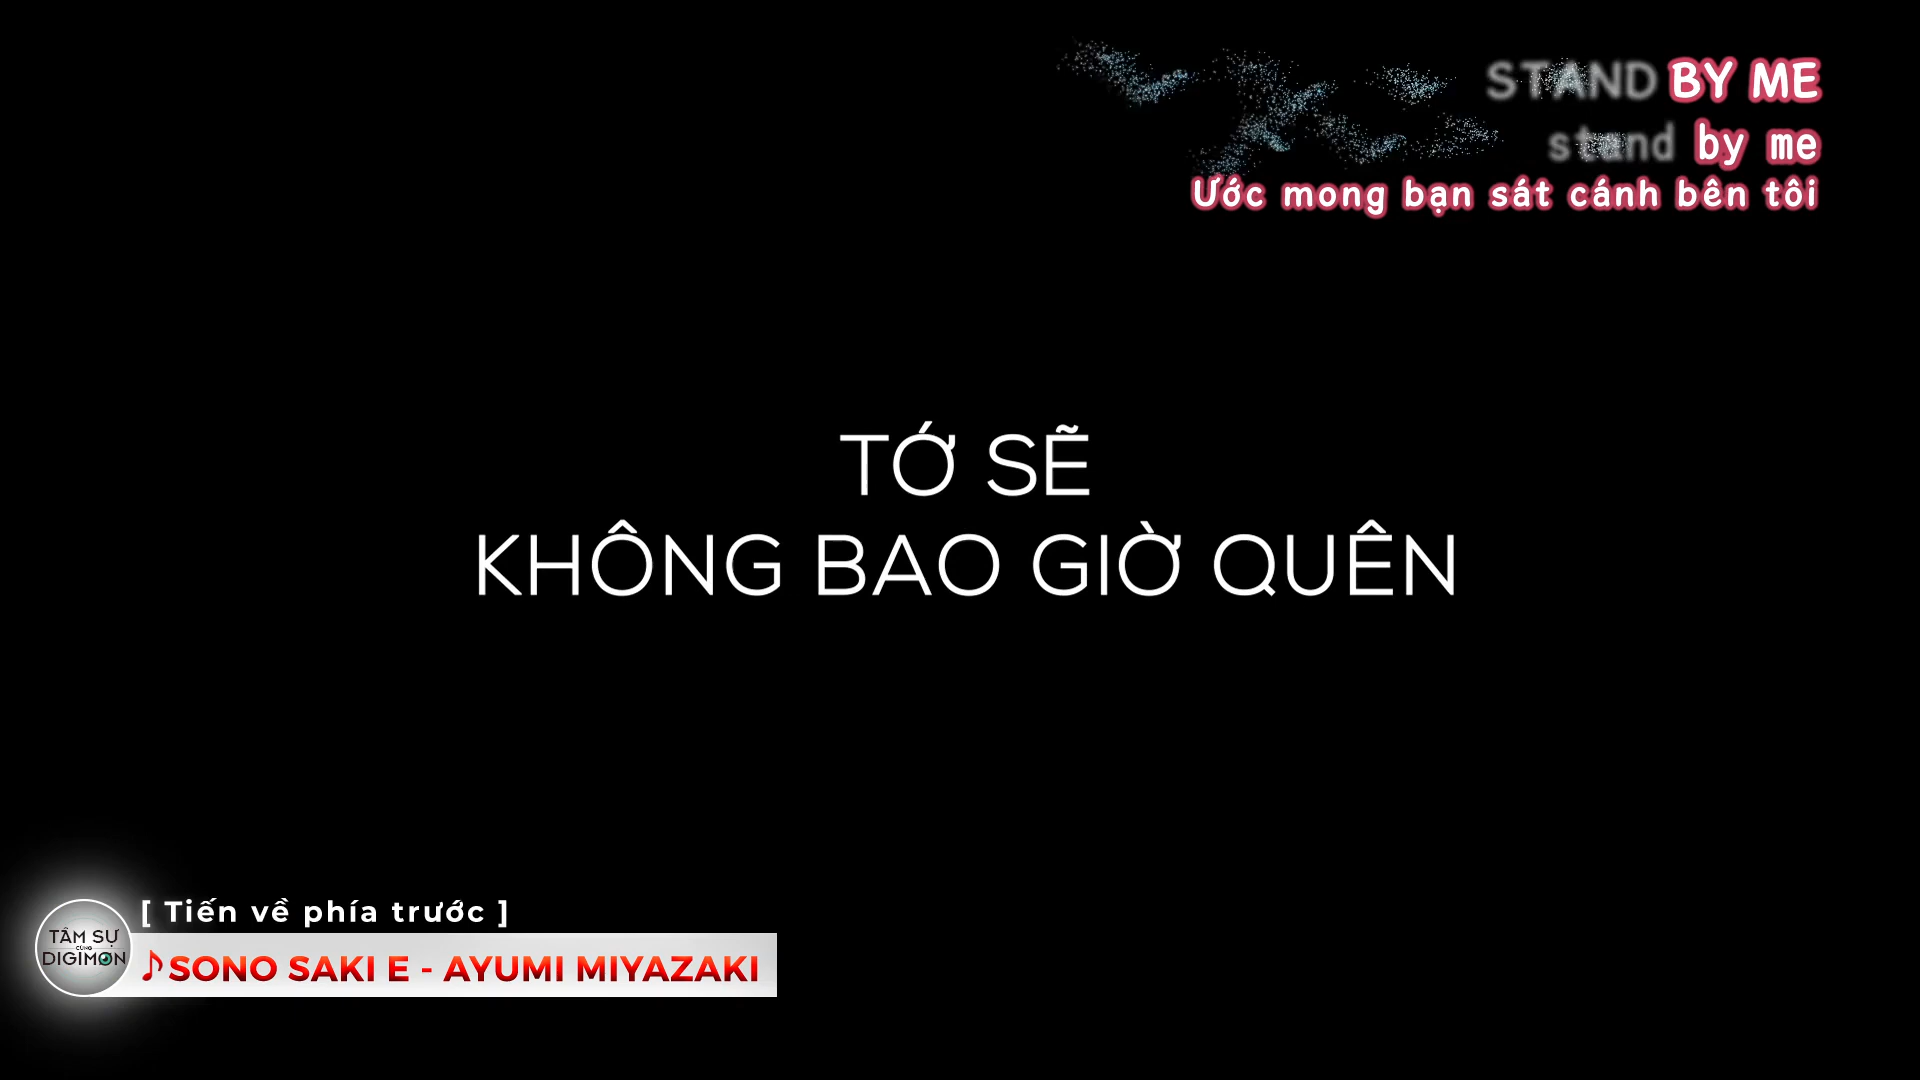 STAND BY ME
stand by me
Ước mong bạn sát cánh bên tôi
TỚ SẼ
KHÔNG BAO GIỜ QUÊN
[ Tiến về phía trước ]
TÂM SỰ
CÙNG
DIGIMON
♪SONO SAKI E - AYUMI MIYAZAKI